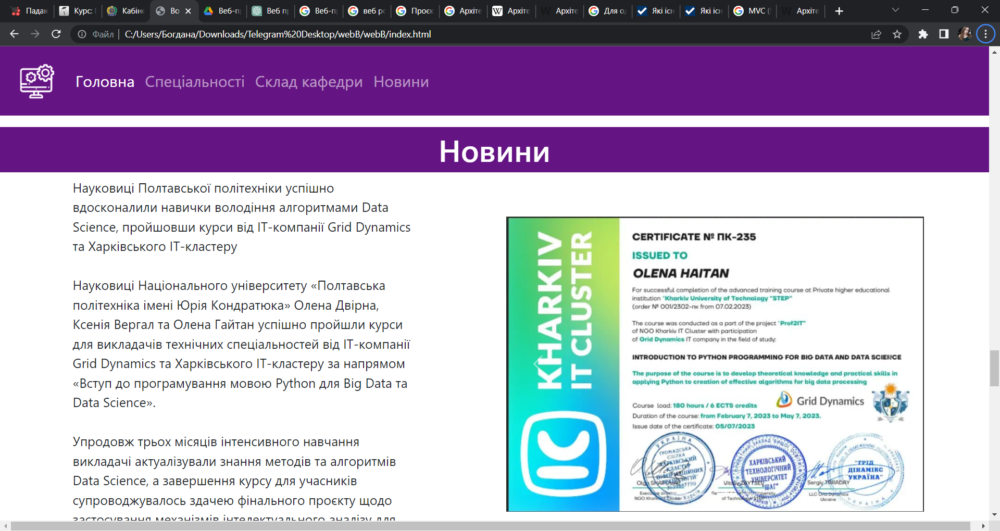 Падаю
Курс:
Кабіне
Во
Веб-п
Веб п
Веб-п
веб ро
Проєк
Архіте
Архіте
Архіте
Для о
Які існ
Які існ
MVC (
Архіте
Файл
C:/Users/Богдана/Downloads/Telegram%20Desktop/webB/webB/index.html
Головна Спеціальності Склад кафедри Новини
Новини
Науковиці Полтавської політехніки успішно
вдосконалили навички володіння алгоритмами Data
Science, пройшовши курси від ІТ-компанії Grid Dynamics
та Харківського ІТ-кластеру
Науковиці Національного університету «Полтавська
політехніка імені Юрія Кондратюка» Олена Двірна,
Ксенія Вергал та Олена Гайтан успішно пройшли курси
для викладачів технічних спеціальностей від ІТ-компанії
Grid Dynamics та Харківського ІТ-кластеру за напрямом
«Вступ до програмування мовою Python для Big Data та
Data Science».
Упродовж трьох місяців інтенсивного навчання
викладачі актуалізували знання методів та алгоритмів
Data Science, а завершення курсу для учасників
супроводжувалось здачею фінального проєкту щодо
застосування механізмів інтелектуального аналізу для
KHARKIV
IT CLUSTER
CERTIFICATE № ПК-235
ISSUED TO
OLENA HAITAN
For successful completion of the advanced training course at Private higher educational
institution "Kharkiv University of Technology "STEP"
(order № 001/2302-пк from 07.02.2023)
The course was conducted as a part of the project "Prof2IT"
of NGO Kharkiv IT Cluster with participation
of Grid Dynamics IT company in the field of study:
INTRODUCTION TO PYTHON PROGRAMMING FOR BIG DATA AND DATA SCIENCE
The purpose of the course is to develop theoretical knowledge and practical skills in
applying Python to creation of effective algorithms for big data processing
Grid Dynamics
Course load: 180 hours / 6 ECTS credits
Duration of the course: from February 7, 2023 to May 7, 2023.
Issue date of the certificate: 05/07/2023
УКРАЇНА
ГРОМАДСЬКА
СПІЛКА
ХАРКІВСЬКИЙ
КЛАСТЕР
ХАРКІВСЬКИЙ
ТЕХНОЛОГІЧНИЙ
УНІВЕРСИТЕТ
"ШАГ"
"ГРІД
ДІНАМІКС
УКРАЇНА"
Olga SHAPOVAL
Executive director
NGO Kharkiv IT Cluster
Vitaliy ZAYTSEV
of the University
of Technology "STEP"
Sergiy TARADAY
LLC Grid Dynamics
Ukraine